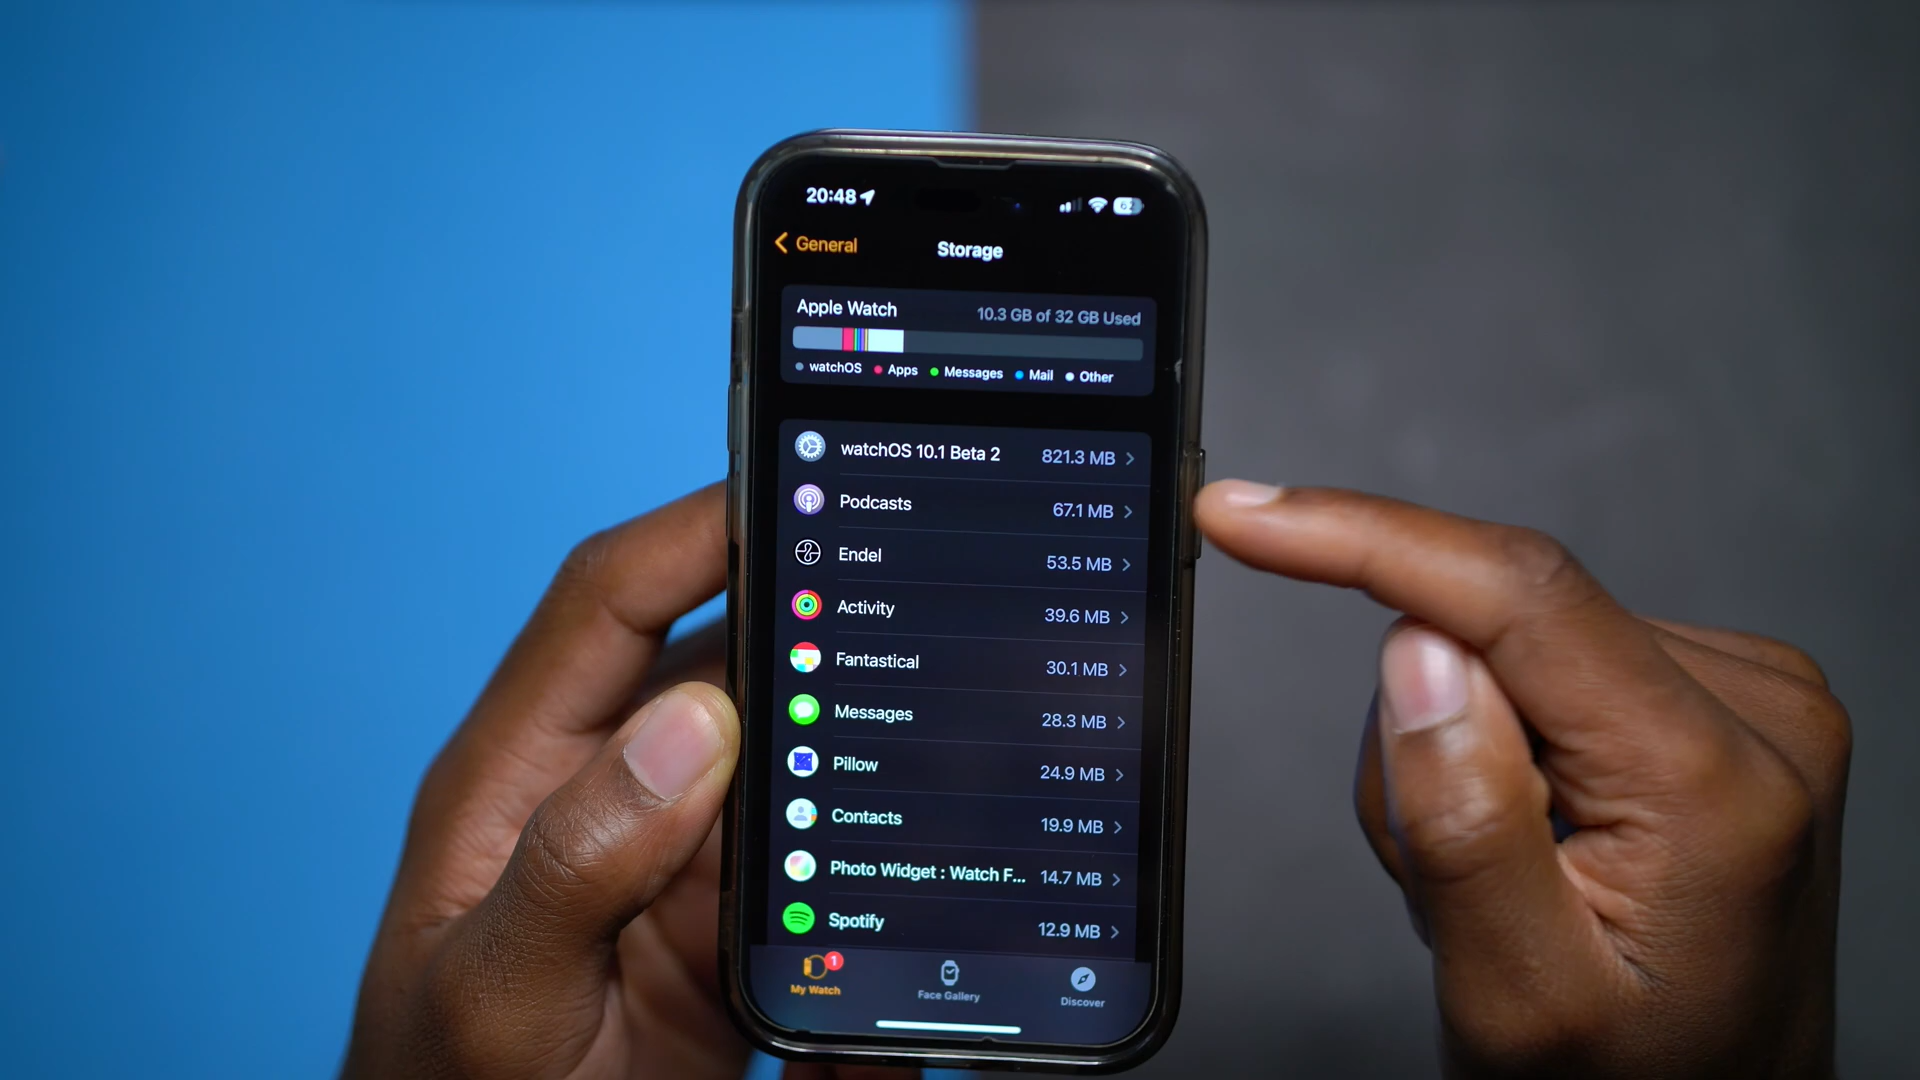 20:48
62
General
Storage
Apple Watch 10.3 GB of 32 GB Used
watchOS Apps Messages Mail Other
watchOS 10.1 Beta 2 821.3 MB
Podcasts 67.1 MB
Endel 53.5 MB
Activity 39.6 MB
Fantastical 30.1 MB
Messages 28.3 MB
Pillow 24.9 MB
Contacts 19.9 MB
Photo Widget : Watch F... 14.7 MB
Spotify 12.9 MB
1
My Watch Face Gallery Discover